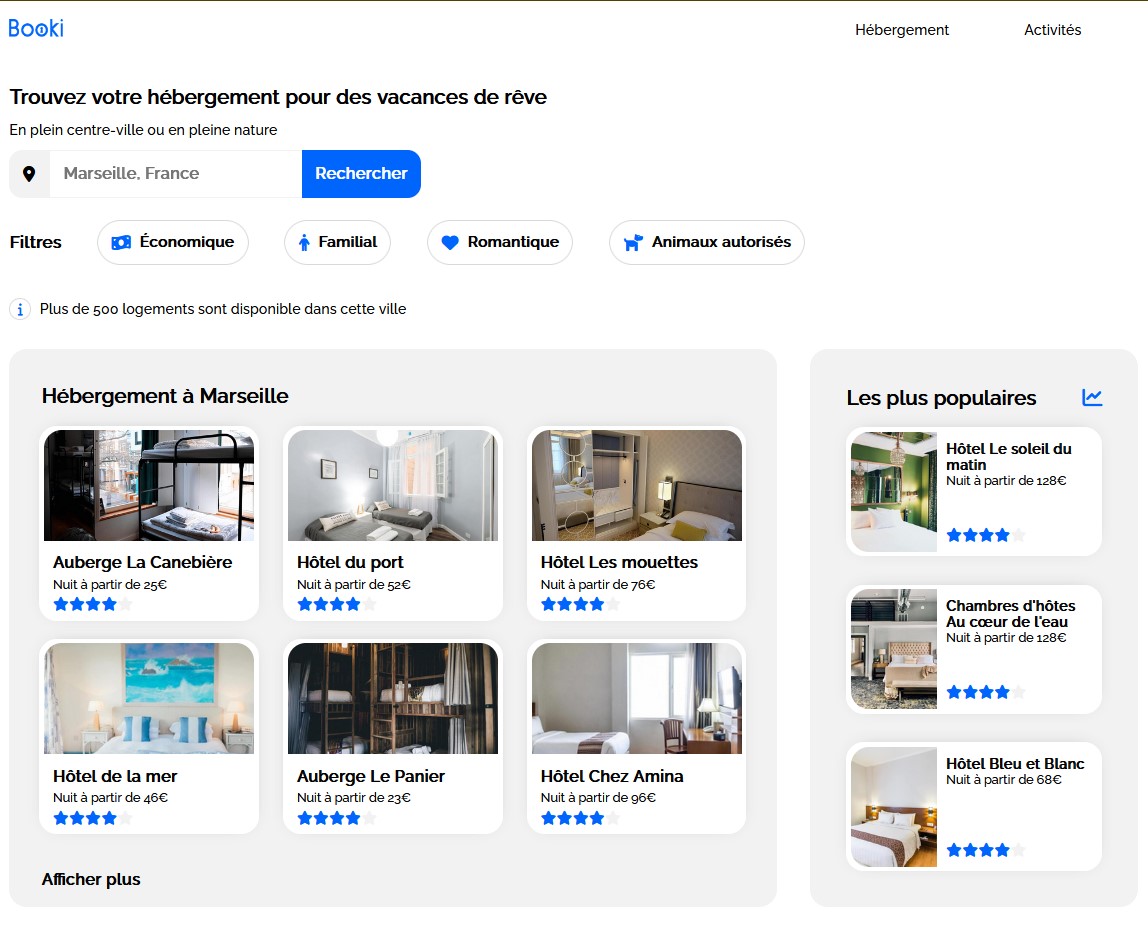 Booki
Hébergement
Activités
Trouvez votre hébergement pour des vacances de rêve
En plein centre-ville ou en pleine nature
Marseille, France
Rechercher
Filtres
Économique
Familial
Romantique
Animaux autorisés
Plus de 500 logements sont disponible dans cette ville
Hébergement à Marseille
Auberge La Canebière
Nuit à partir de 25€
Hôtel du port
Nuit à partir de 52€
Hôtel Les mouettes
Nuit à partir de 76€
Hôtel de la mer
Nuit à partir de 46€
Auberge Le Panier
Nuit à partir de 23€
Hôtel Chez Amina
Nuit à partir de 96€
Afficher plus
Les plus populaires
Hôtel Le soleil du
matin
Nuit à partir de 128€
Chambres d'hôtes
Au cœur de l'eau
Nuit à partir de 128€
Hôtel Bleu et Blanc
Nuit à partir de 68€